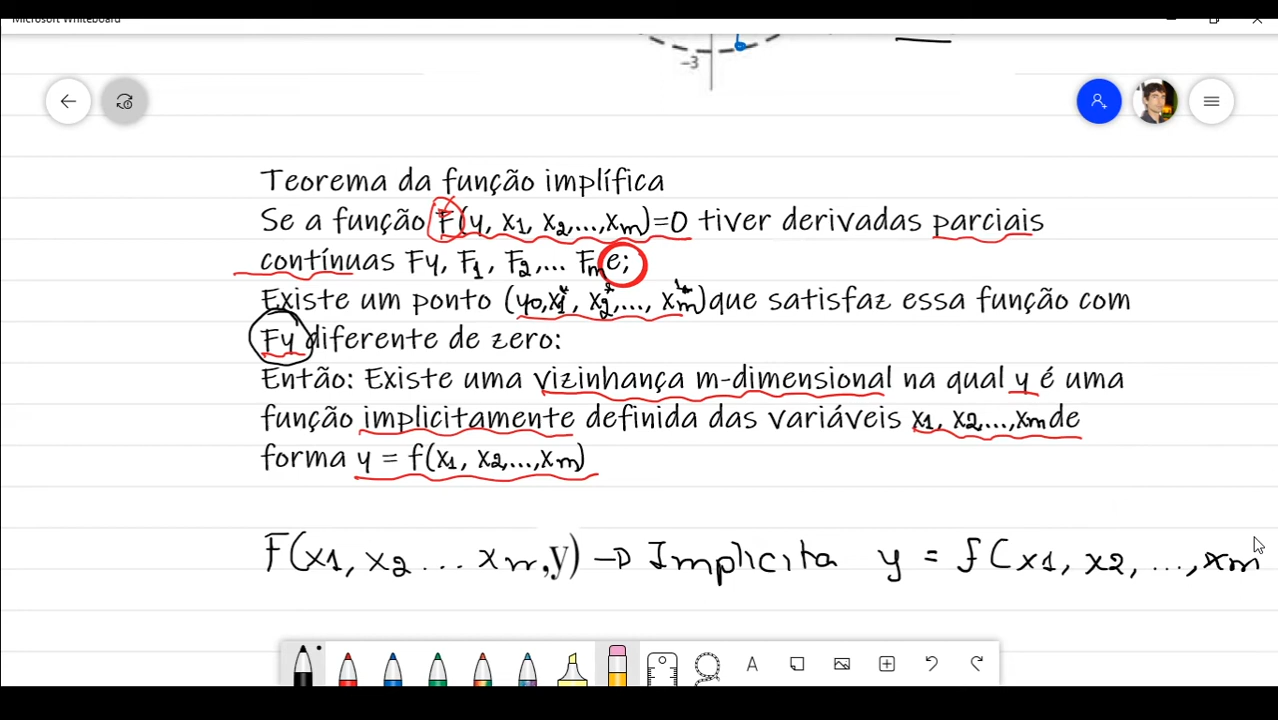 Microsoft Whiteboard
-3
Teorema da função implífica
Se a função F(y, x1, x2,...,xm)=0 tiver derivadas parciais
contínuas Fy, F1, F2,... Fm e;
Existe um ponto (yo,x1*, x2*,..., xm*)que satisfaz essa função com
Fy diferente de zero:
Então: Existe uma vizinhança m-dimensional na qual y é uma
função implicitamente definida das variáveis x1, x2,...,xm de
forma y = f(x1, x2,...,xm)
F(x1, x2 ... xm,y) → Implicita y = f(x1, x2, ...,xm
A